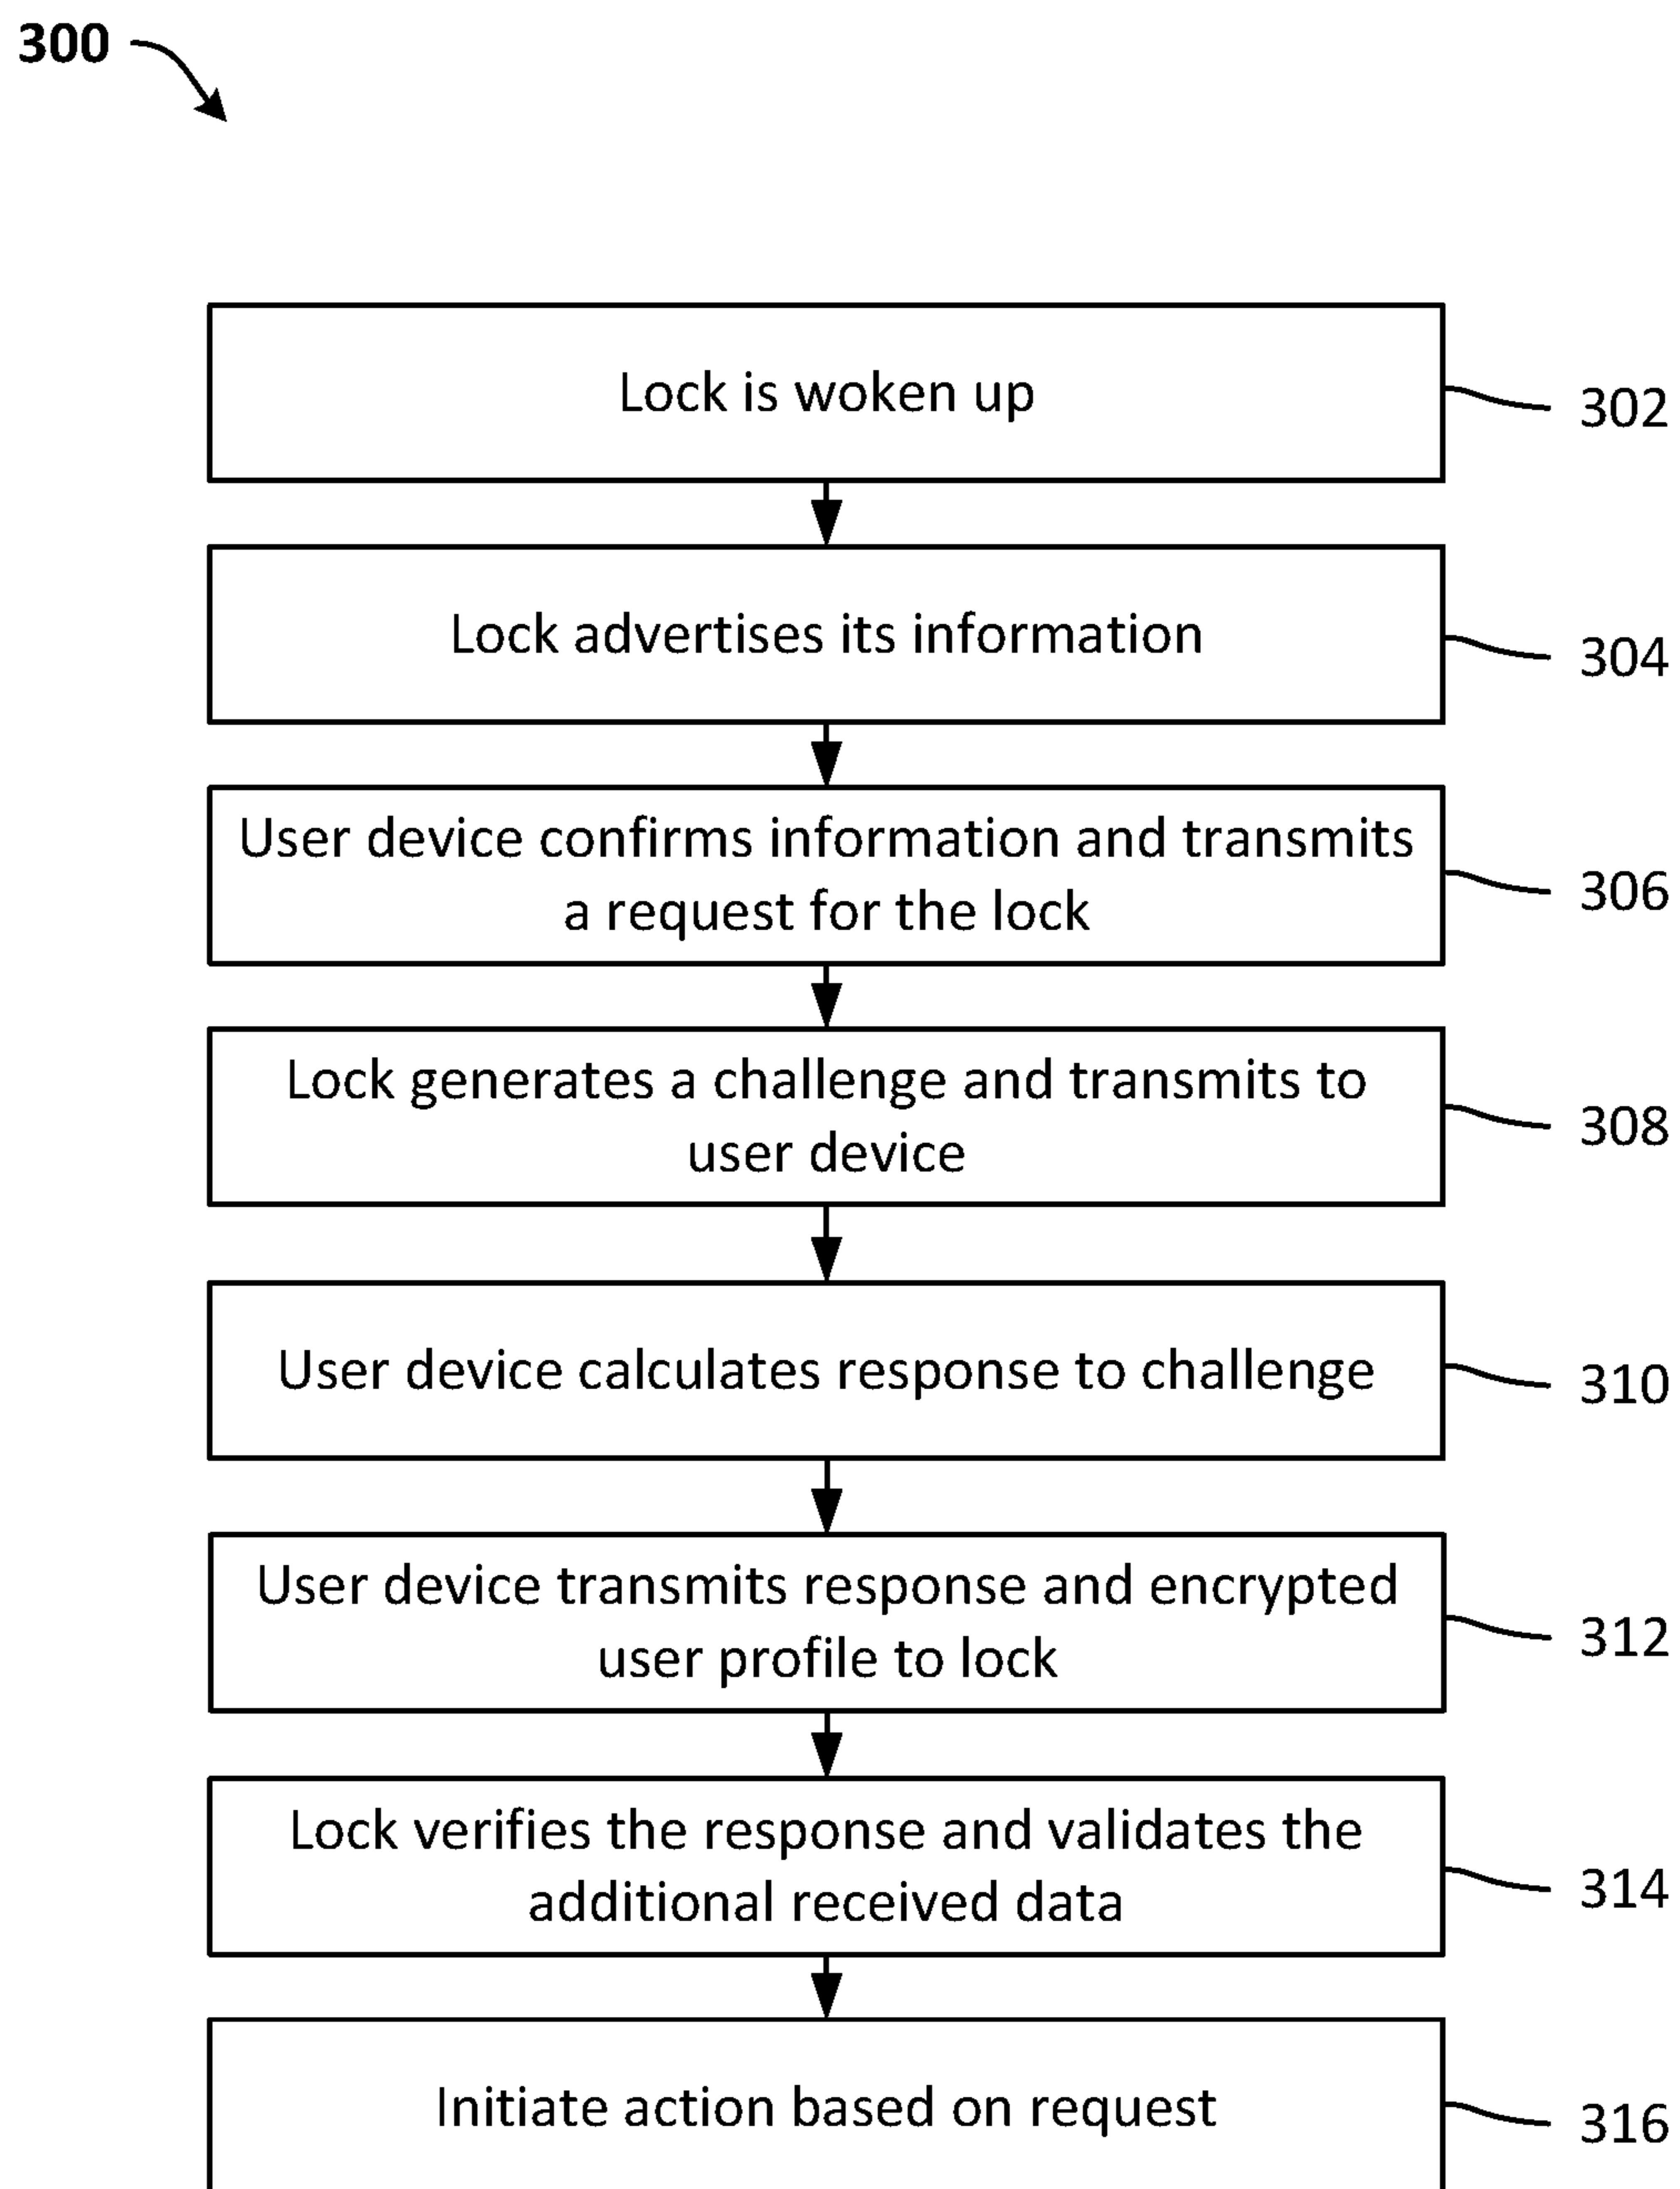 300
Lock is woken up
302
Lock advertises its information
304
User device confirms information and transmits
a request for the lock
306
Lock generates a challenge and transmits to
user device
308
User device calculates response to challenge
310
User device transmits response and encrypted
user profile to lock
312
Lock verifies the response and validates the
additional received data
314
Initiate action based on request
316